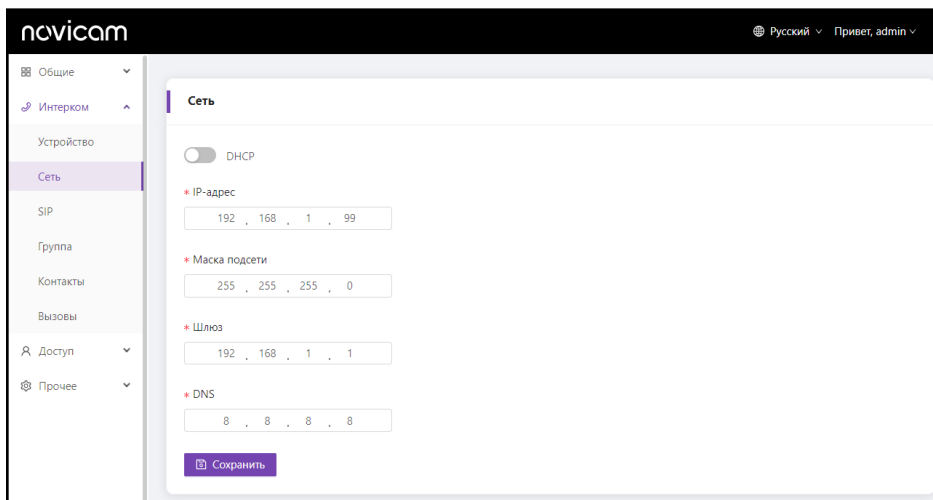 novicam
Русский Привет, admin
Общие
Интерком
Устройство
Сеть
SIP
Группа
Контакты
Вызовы
Доступ
Прочее
Сеть
DHCP
* IP-адрес
192 . 168 . 1 . 99
* Маска подсети
255 . 255 . 255 . 0
* Шлюз
192 . 168 . 1 . 1
* DNS
8 . 8 . 8 . 8
Сохранить